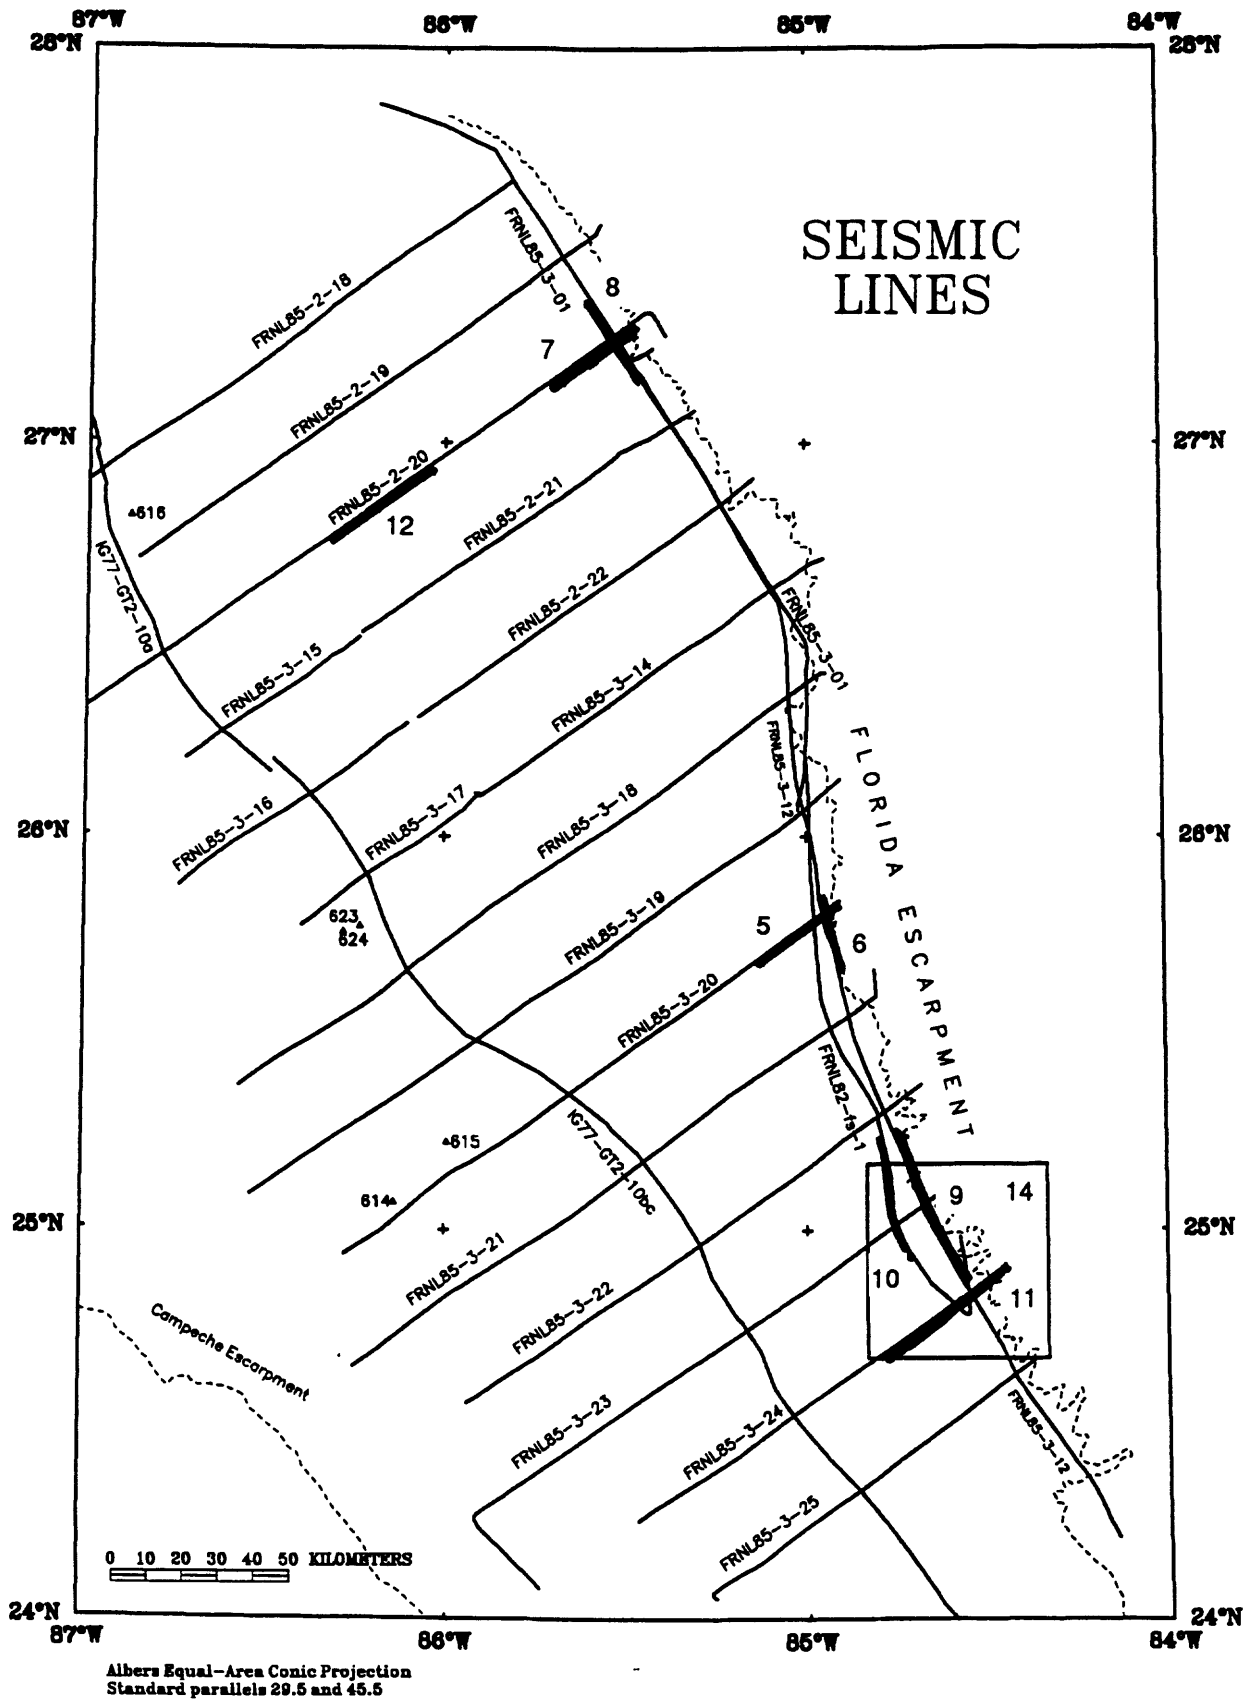 87°W
86°W
85°W
84°W
28°N
28°N
SEISMIC
LINES
FRNL85-3-01
8
FRNL85-2-18
7
FRNL85-2-19
27°N
27°N
FRNL85-2-20
12
FRNL85-2-21
616
IG77-GT2-10a
FRNL85-2-22
FRNL85-3-01
FRNL85-3-15
FRNL85-3-14
FLORIDA ESCARPMENT
FRNL85-3-12
FRNL85-3-16
FRNL85-3-17
FRNL85-3-18
26°N
26°N
623
624
FRNL85-3-19
5
6
FRNL85-3-20
FRNL82-fs-1
615
IG77-GT2-10bc
614
9
14
25°N
25°N
FRNL85-3-21
10
11
FRNL85-3-22
Campeche Escarpment
FRNL85-3-23
FRNL85-3-24
FRNL85-3-12
FRNL85-3-25
0 10 20 30 40 50 KILOMETERS
24°N
24°N
87°W
86°W
85°W
84°W
Albers Equal-Area Conic Projection
Standard parallels 29.5 and 45.5